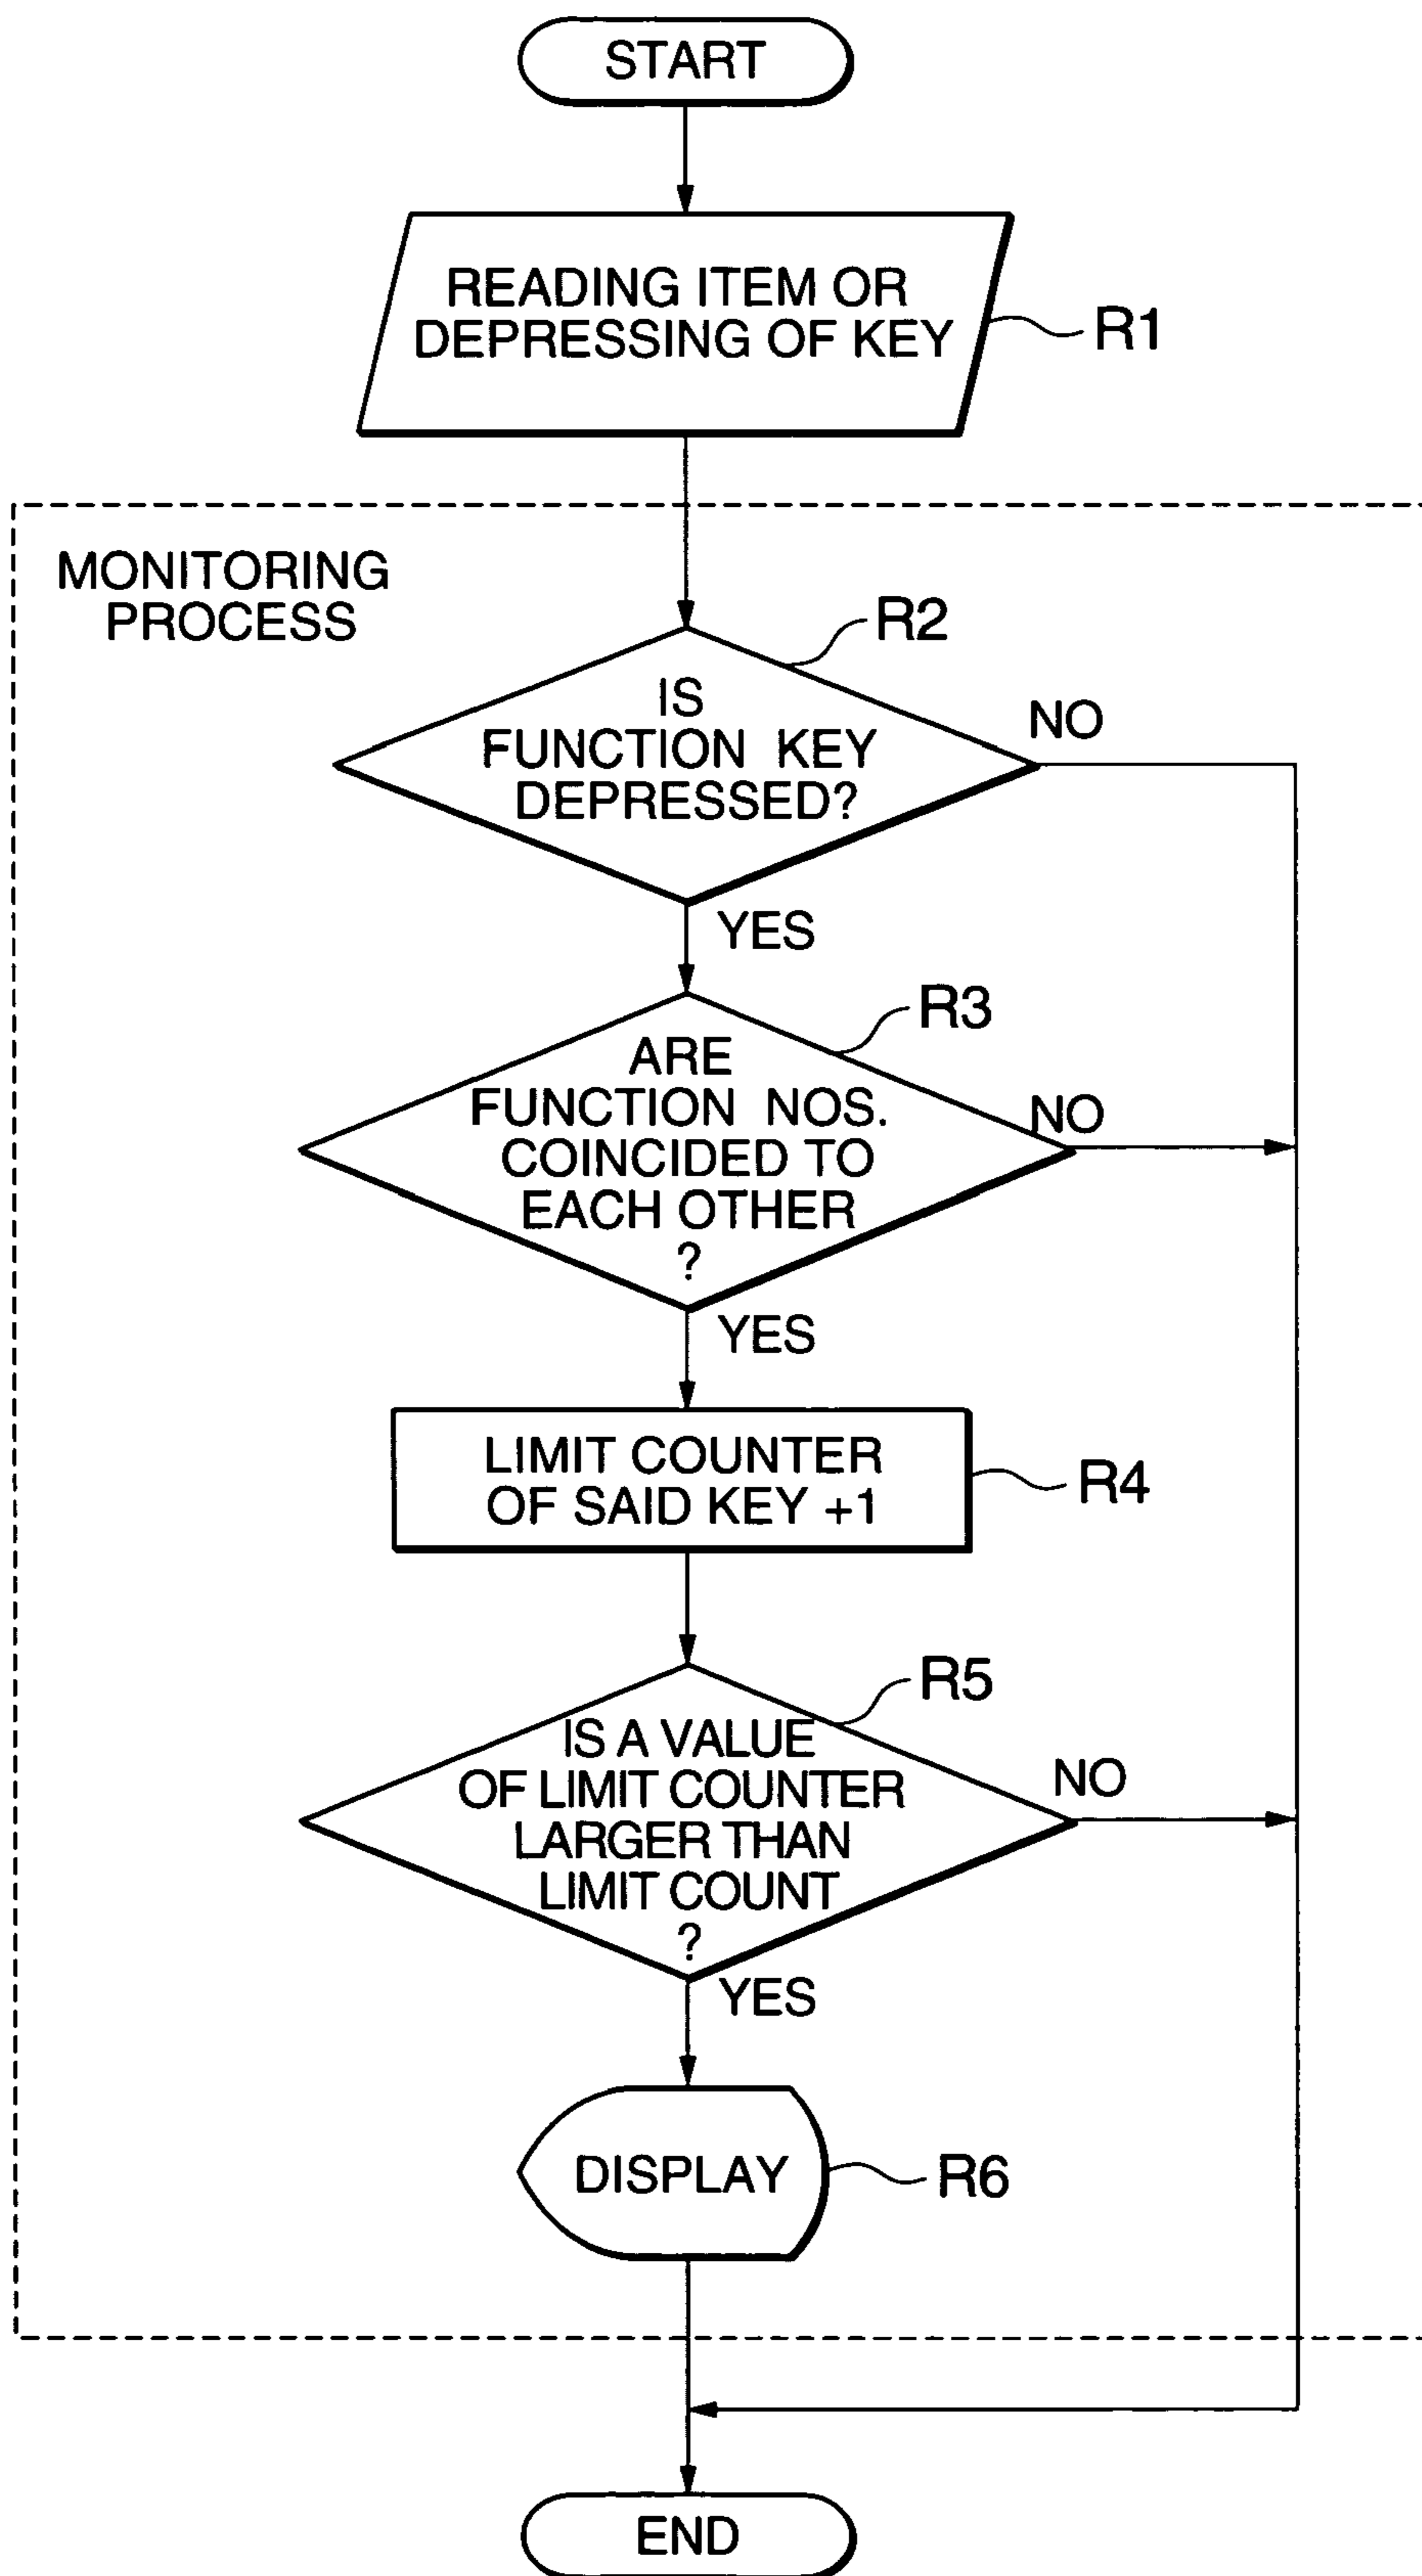 START
READING ITEM OR
DEPRESSING OF KEY
R1
MONITORING
PROCESS
R2
IS
FUNCTION KEY
DEPRESSED?
NO
YES
R3
ARE
FUNCTION NOS.
COINCIDED TO
EACH OTHER
?
NO
YES
LIMIT COUNTER
OF SAID KEY +1
R4
R5
IS A VALUE
OF LIMIT COUNTER
LARGER THAN
LIMIT COUNT
?
NO
YES
DISPLAY
R6
END